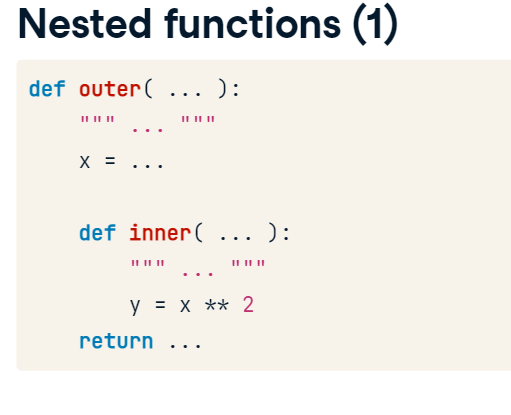 Nested functions (1)
def outer( ... ):
    """ ... """
    x = ...

    def inner( ... ):
        """ ... """
        y = x ** 2
    return ...